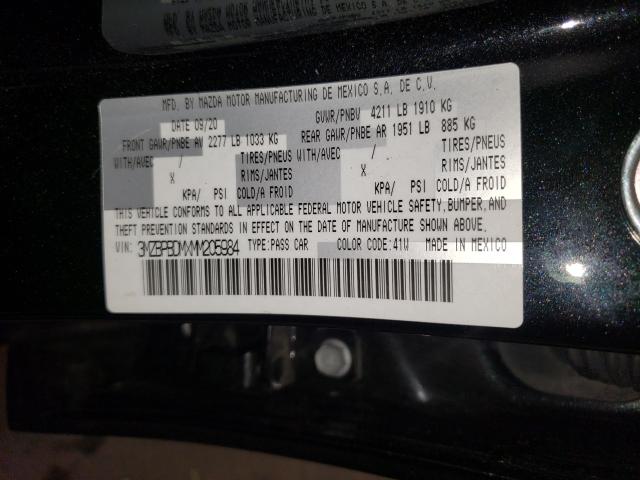 MFD. BY MAZDA MOTOR MANUFACTURING DE MEXICO S.A. DE C.V.
DATE 09/20 GVWR/PNBV 4211 LB 1910 KG
FRONT GAWR/PNBE AV 2277 LB 1033 KG REAR GAWR/PNBE AR 1951 LB 885 KG
WITH/AVEC / TIRES/PNEUS WITH/AVEC / TIRES/PNEUS
X RIMS/JANTES X RIMS/JANTES
KPA/ PSI COLD/A FROID KPA/ PSI COLD/A FROID
THIS VEHICLE CONFORMS TO ALL APPLICABLE FEDERAL MOTOR VEHICLE SAFETY, BUMPER, AND
THEFT PREVENTION STANDARDS IN EFFECT ON THE DATE OF MANUFACTURE SHOWN ABOVE.
VIN: 3MZBPBDMXMM205984 TYPE:PASS CAR COLOR CODE:41W MADE IN MEXICO